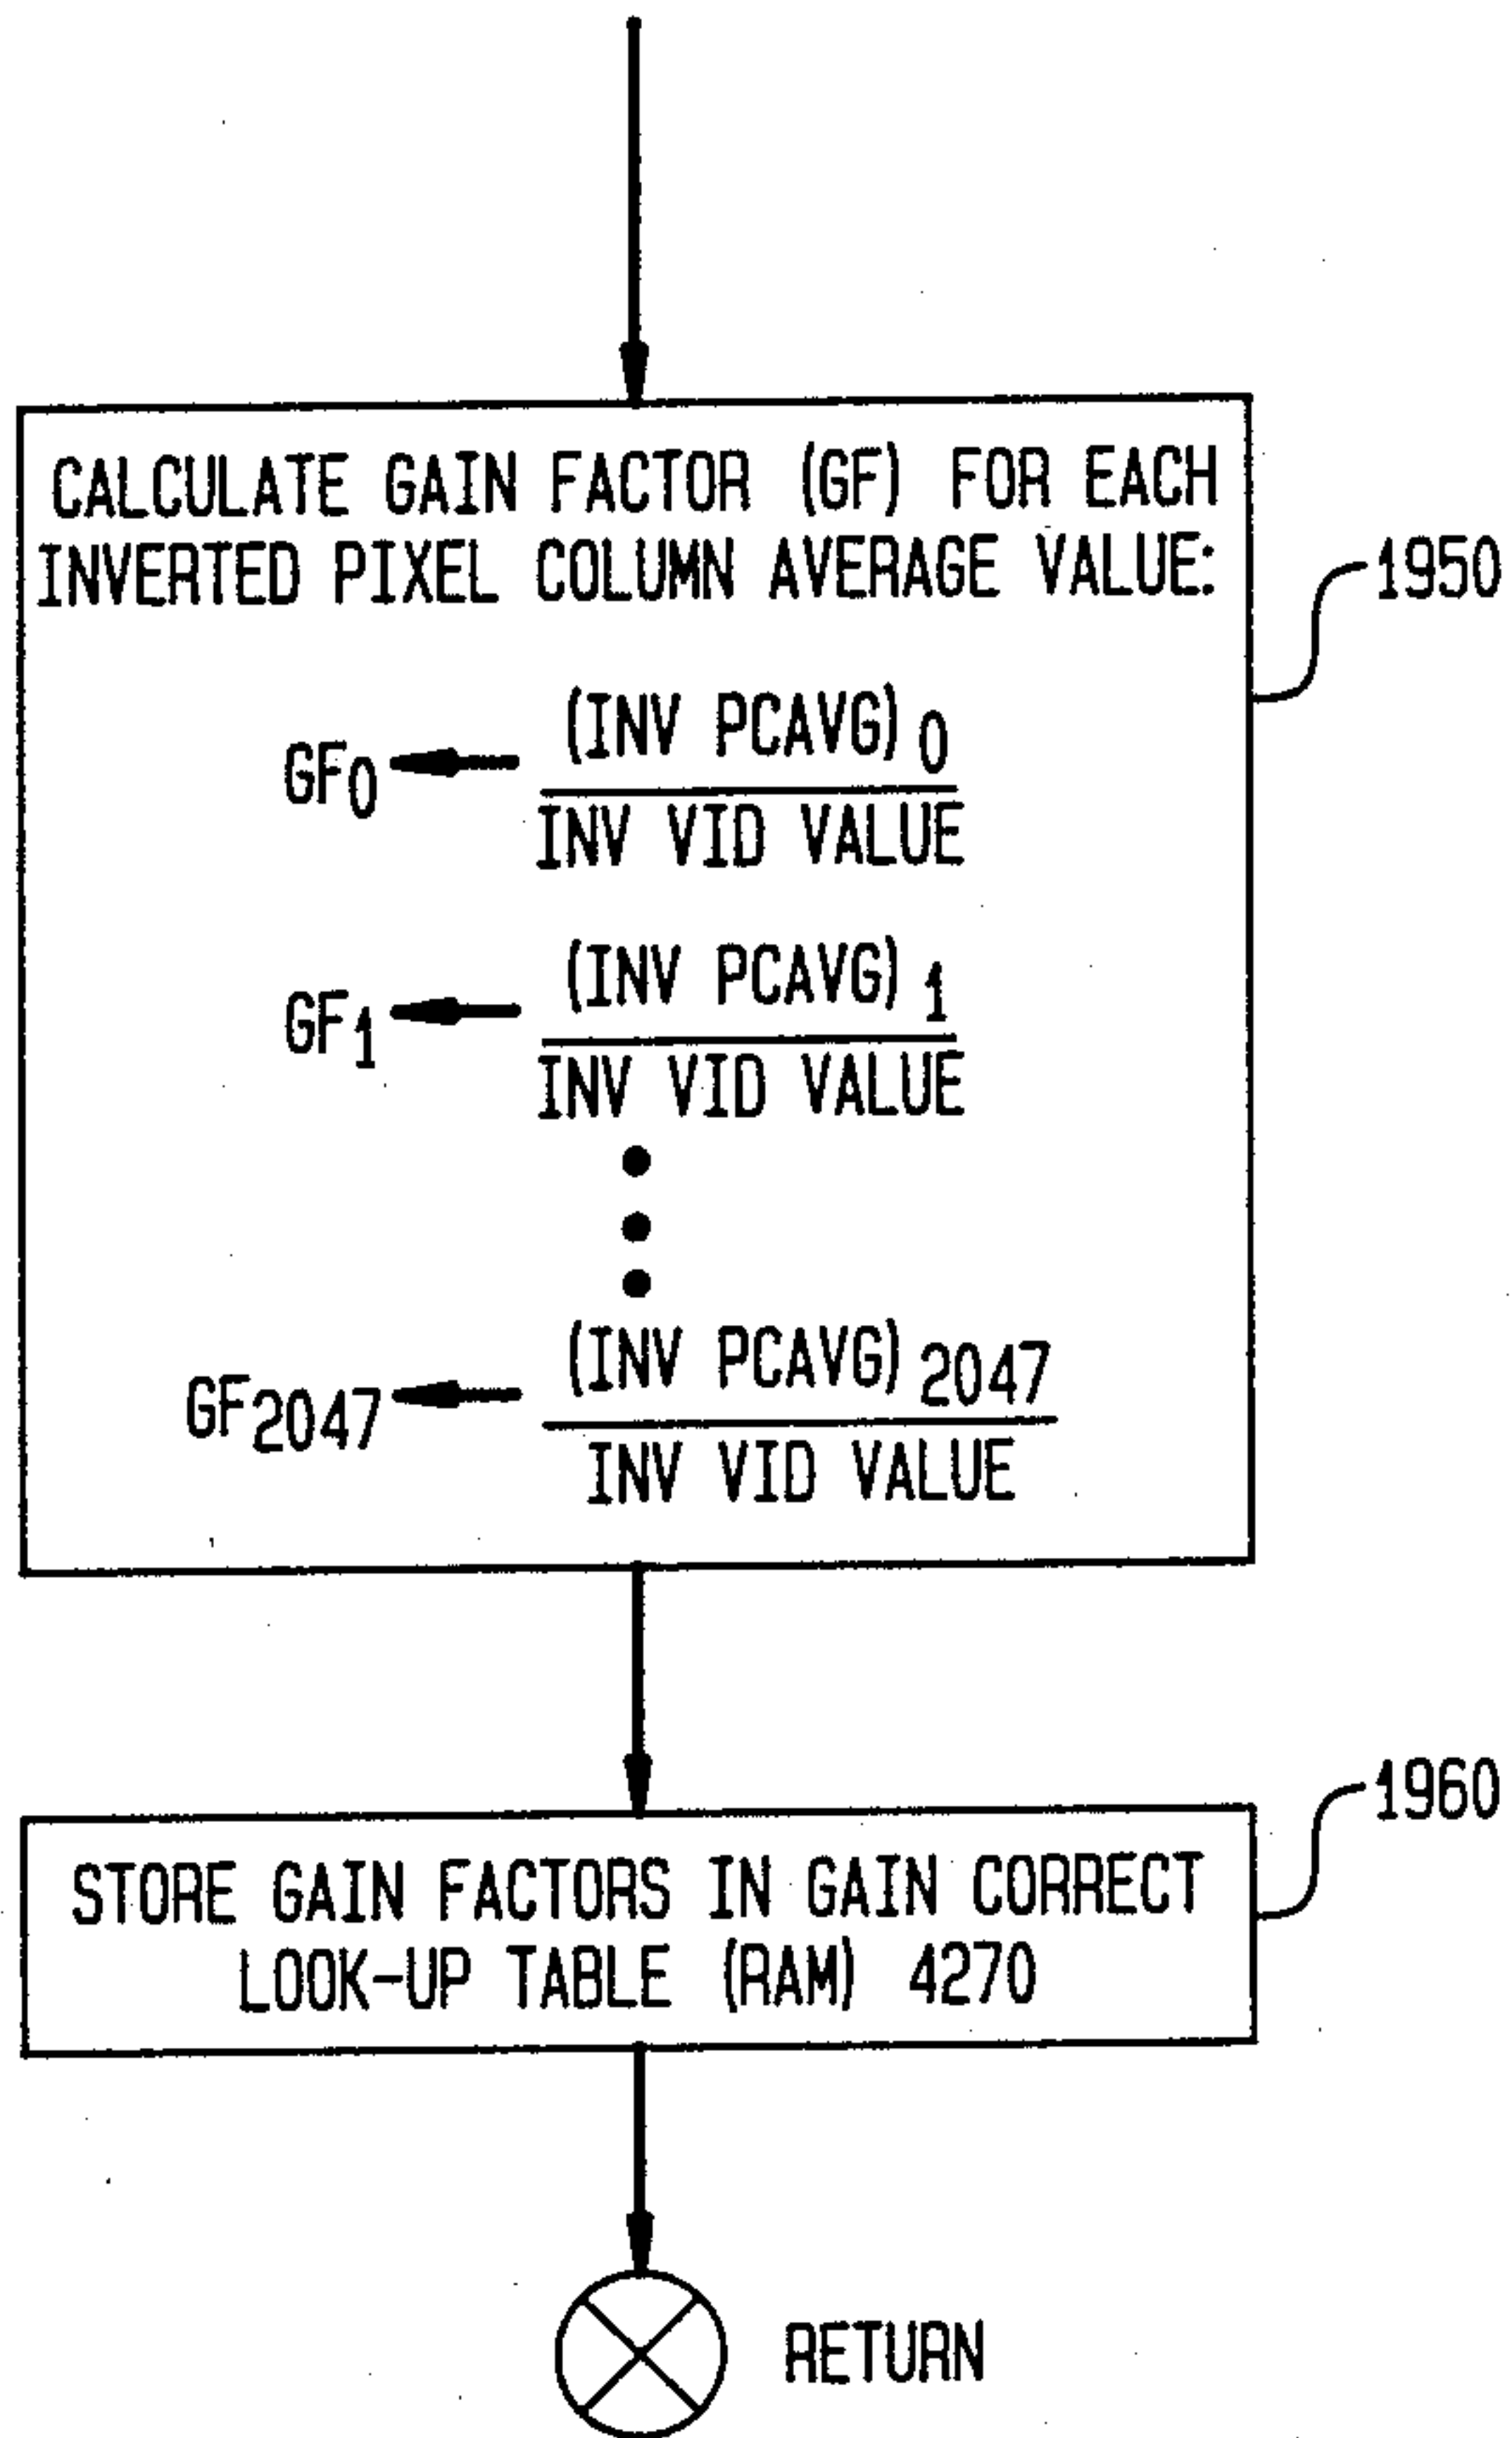 CALCULATE GAIN FACTOR (GF) FOR EACH
INVERTED PIXEL COLUMN AVERAGE VALUE:
1950
(INV PCAVG)0
GF0
INV VID VALUE
(INV PCAVG)1
GF1
INV VID VALUE
(INV PCAVG)2047
GF2047
INV VID VALUE
1960
STORE GAIN FACTORS IN GAIN CORRECT
LOOK-UP TABLE (RAM) 4270
RETURN